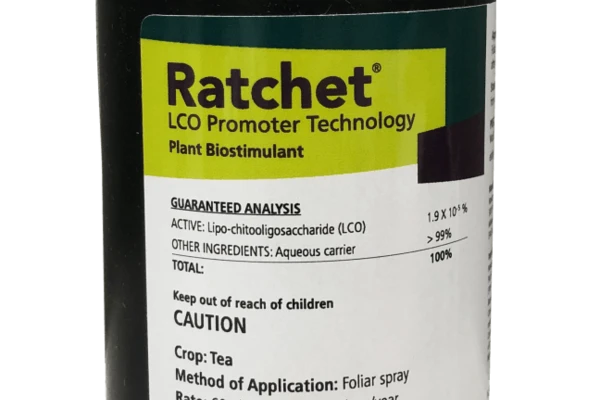 Ratchet®
LCO Promoter Technology
Plant Biostimulant
GUARANTEED ANALYSIS
ACTIVE: Lipo-chitooligosaccharide (LCO) 1.9 X 10⁻⁵ %
OTHER INGREDIENTS: Aqueous carrier > 99%
TOTAL: 100%
Keep out of reach of children
CAUTION
Crop: Tea
Method of Application: Foliar spray